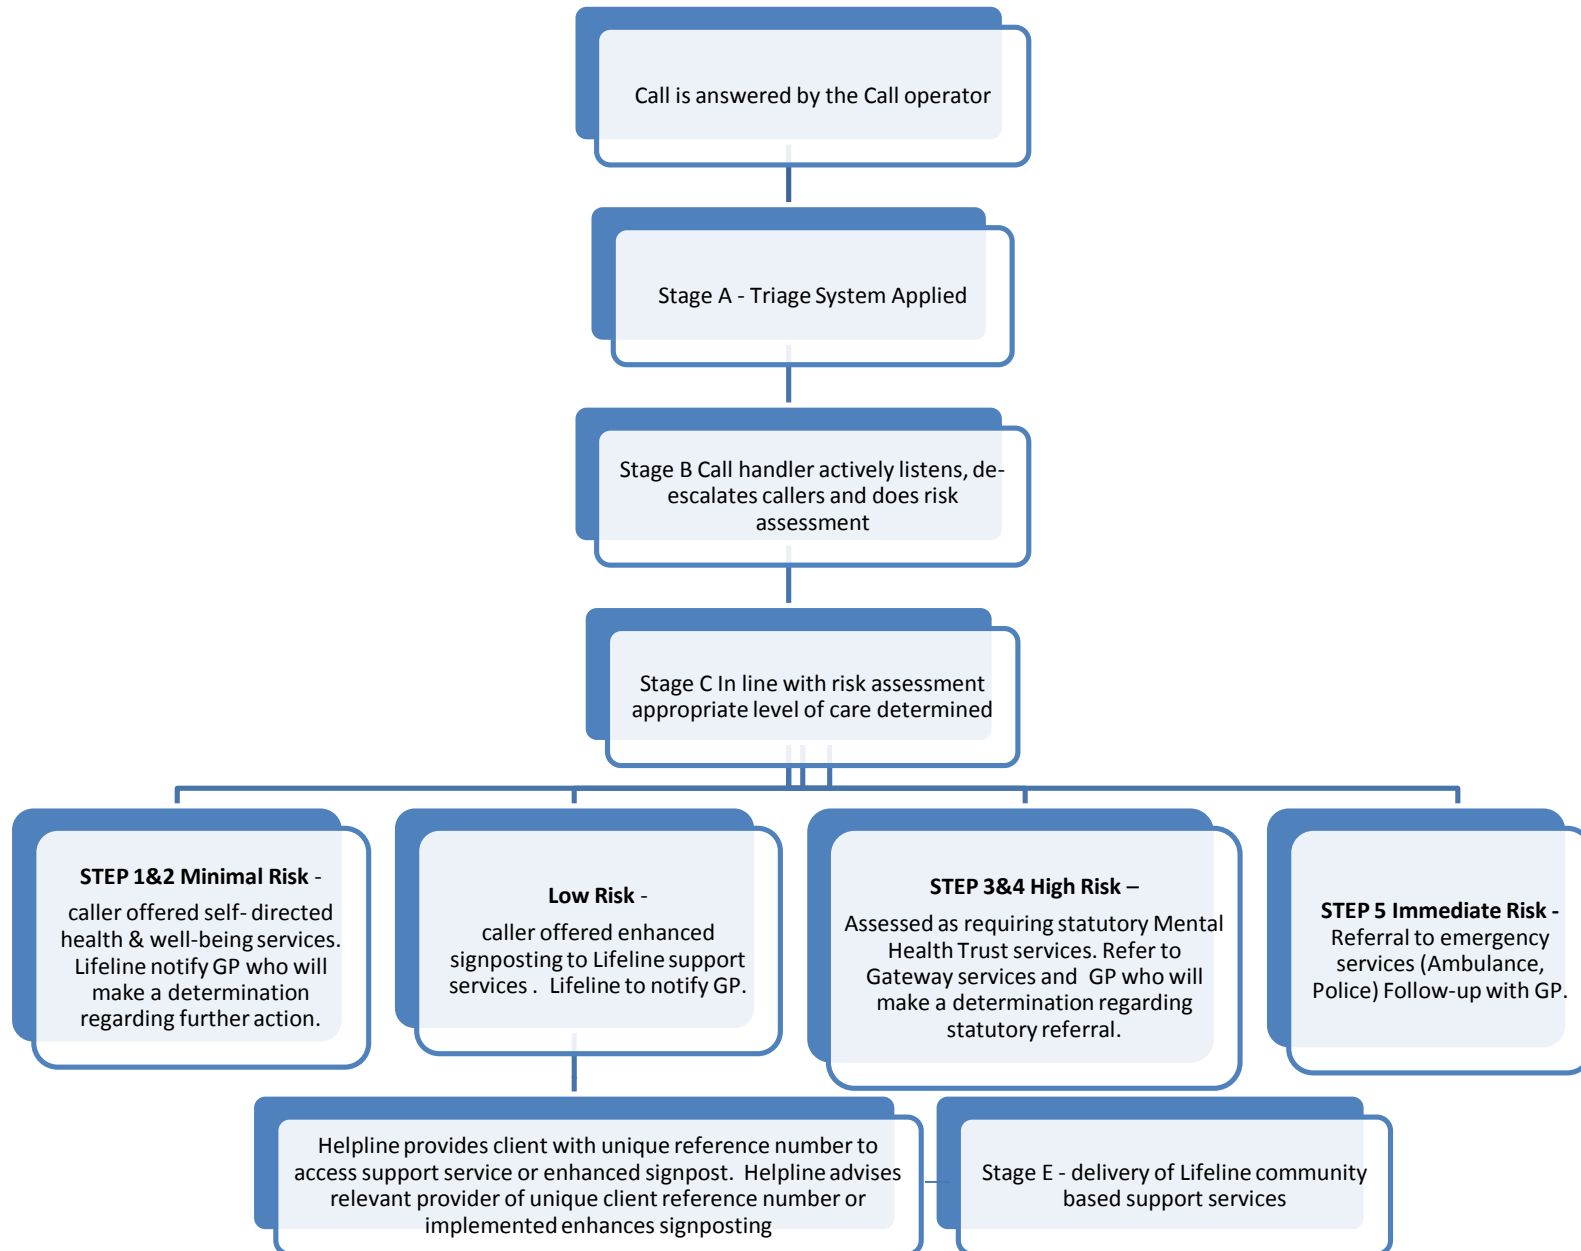 Call is answered by the Call operator
Stage A - Triage System Applied
Stage B Call handler actively listens, de-
escalates callers and does risk
assessment
Stage C In line with risk assessment
appropriate level of care determined
STEP 1&2 Minimal Risk -
caller offered self- directed
health & well-being services.
Lifeline notify GP who will
make a determination
regarding further action.
Low Risk -
caller offered enhanced
signposting to Lifeline support
services .  Lifeline to notify GP.
STEP 3&4 High Risk –
Assessed as requiring statutory Mental
Health Trust services. Refer to
Gateway services and  GP who will
make a determination regarding
statutory referral.
STEP 5 Immediate Risk -
Referral to emergency
services (Ambulance,
Police) Follow-up with GP.
Helpline provides client with unique reference number to
access support service or enhanced signpost.  Helpline advises
relevant provider of unique client reference number or
implemented enhances signposting
Stage E - delivery of Lifeline community
based support services